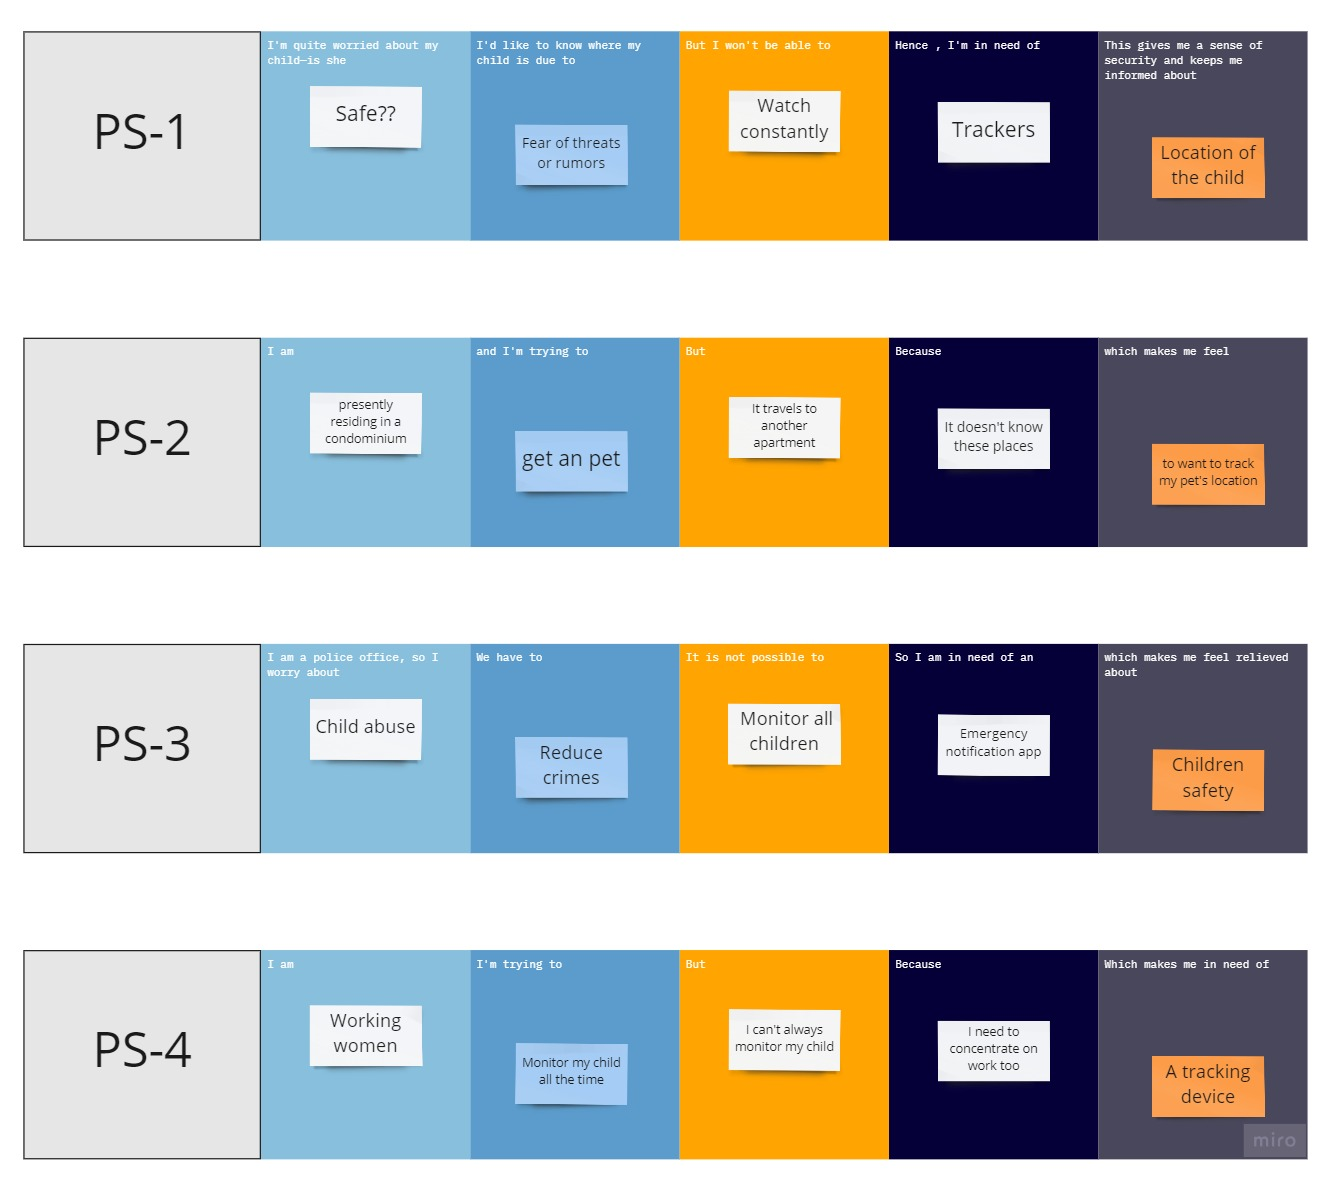 PS-1
I'm quite worried about my
child—is she
Safe??
I'd like to know where my
child is due to
Fear of threats
or rumors
But I won't be able to
Watch
constantly
Hence , I'm in need of
Trackers
This gives me a sense of
security and keeps me
informed about
Location of
the child
PS-2
I am
presently
residing in a
condominium
and I'm trying to
get an pet
But
It travels to
another
apartment
Because
It doesn't know
these places
which makes me feel
to want to track
my pet's location
PS-3
I am a police office, so I
worry about
Child abuse
We have to
Reduce
crimes
It is not possible to
Monitor all
children
So I am in need of an
Emergency
notification app
which makes me feel relieved
about
Children
safety
PS-4
I am
Working
women
I'm trying to
Monitor my child
all the time
But
I can't always
monitor my child
Because
I need to
concentrate on
work too
Which makes me in need of
A tracking
device
miro